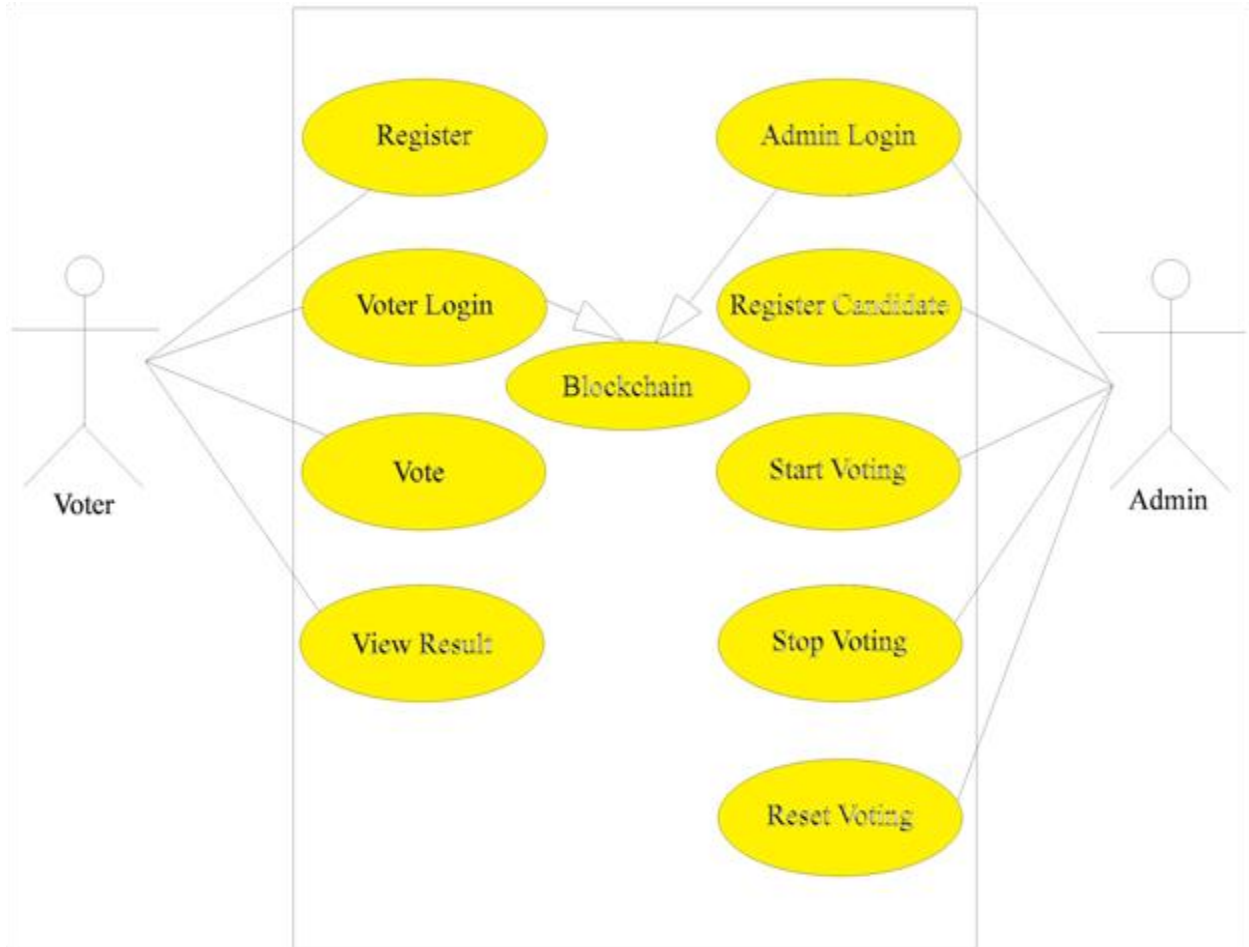 Register
Admin Login
Voter Login
Register Candidate
Blockchain
Vote
Start Voting
Voter
Admin
View Result
Stop Voting
Reset Voting